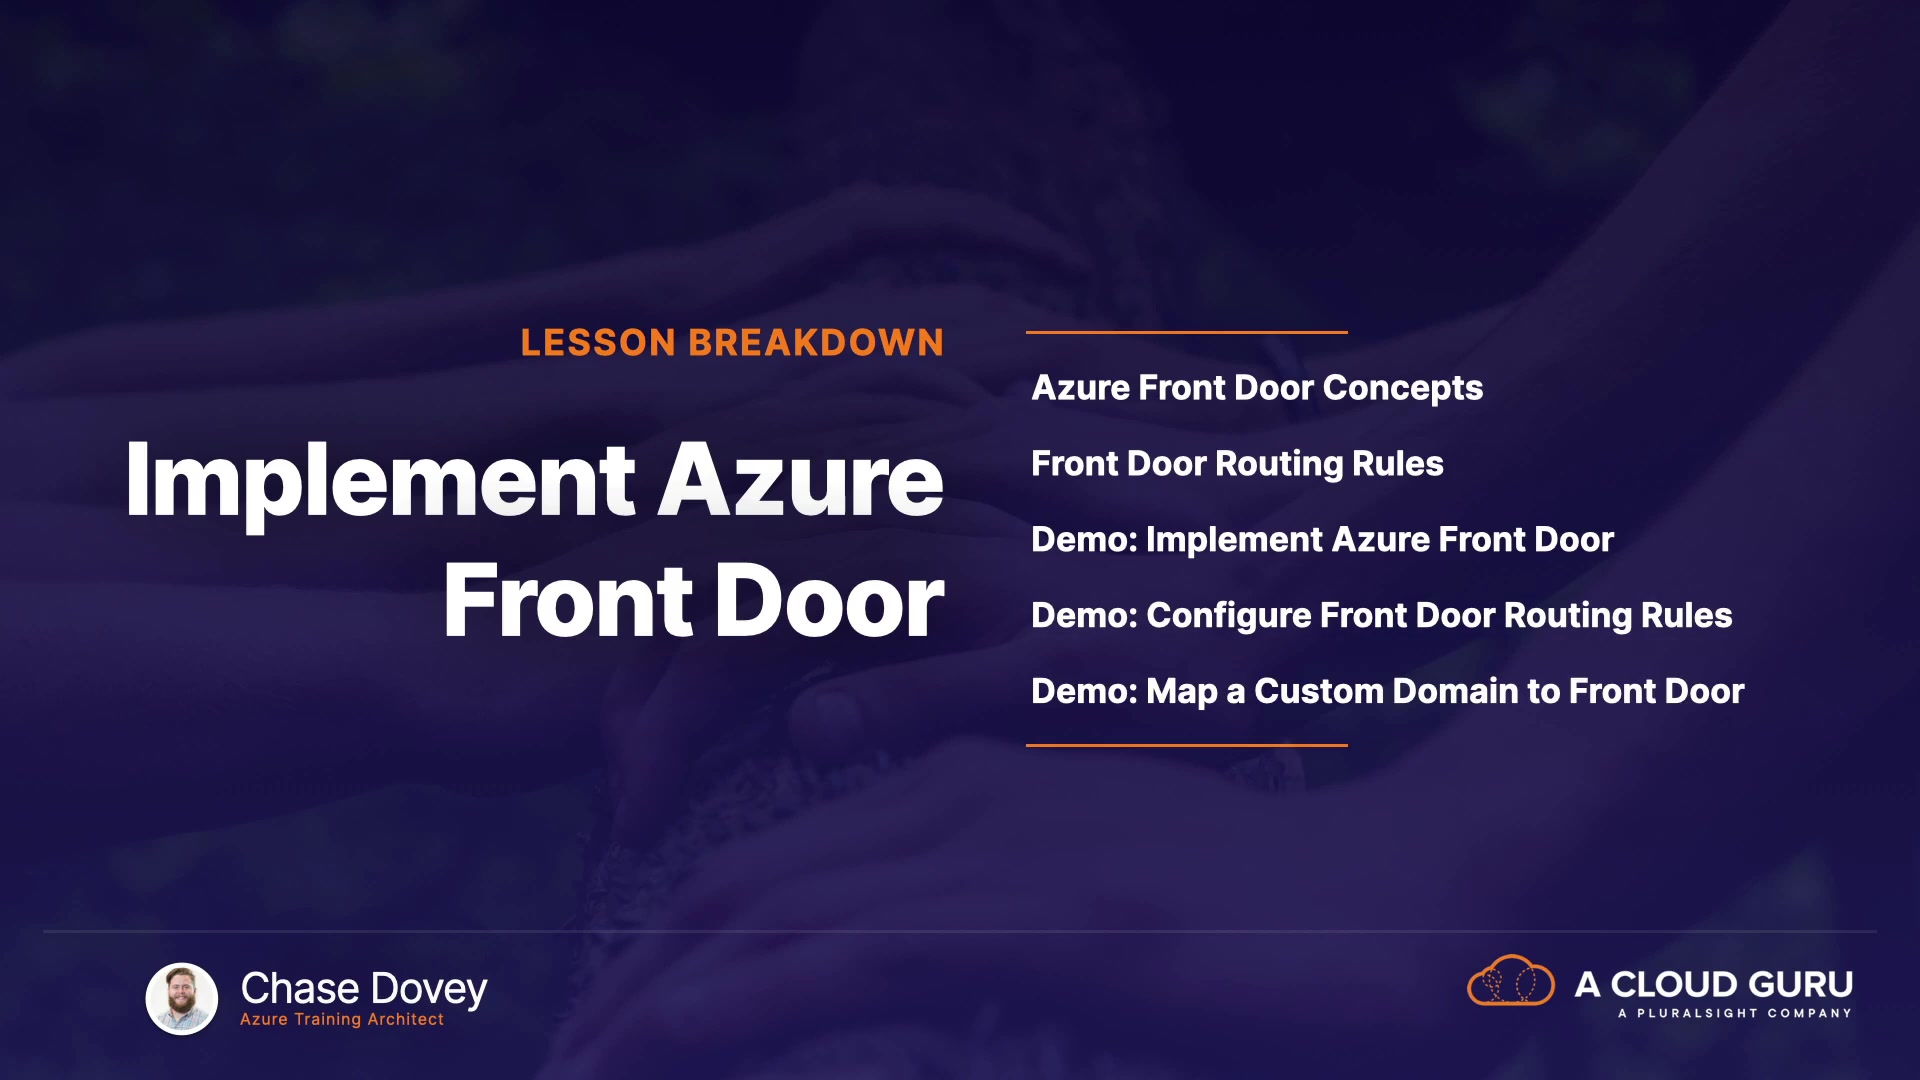 LESSON BREAKDOWN
Implement Azure
Front Door
Azure Front Door Concepts
Front Door Routing Rules
Demo: Implement Azure Front Door
Demo: Configure Front Door Routing Rules
Demo: Map a Custom Domain to Front Door
Chase Dovey
Azure Training Architect
A CLOUD GURU
A PLURALSIGHT COMPANY